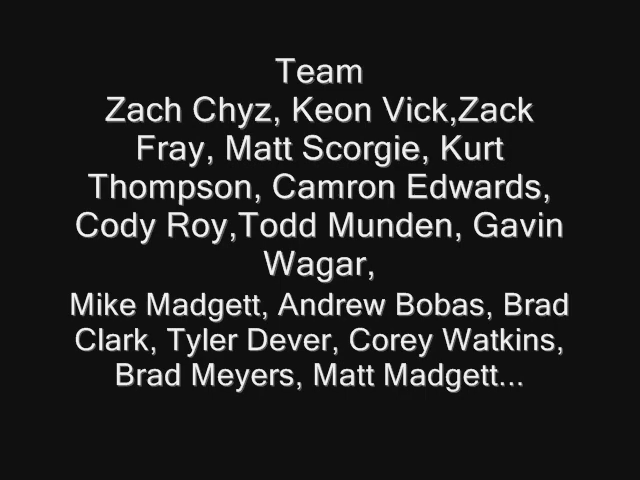 Team
Zach Chyz, Keon Vick,Zack
Fray, Matt Scorgie, Kurt
Thompson, Camron Edwards,
Cody Roy,Todd Munden, Gavin
Wagar,
Mike Madgett, Andrew Bobas, Brad
Clark, Tyler Dever, Corey Watkins,
Brad Meyers, Matt Madgett...